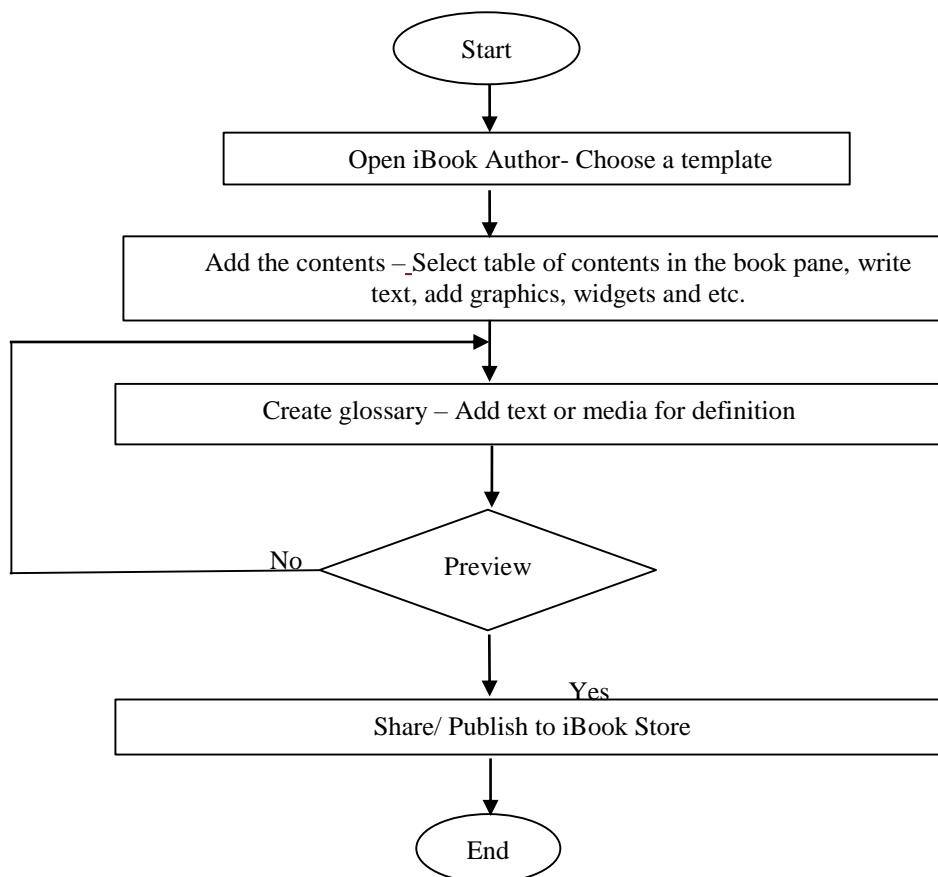 Start
Open iBook Author- Choose a template
Add the contents – Select table of contents in the book pane, write
text, add graphics, widgets and etc.
Create glossary – Add text or media for definition
No
Preview
Yes
Share/ Publish to iBook Store
End